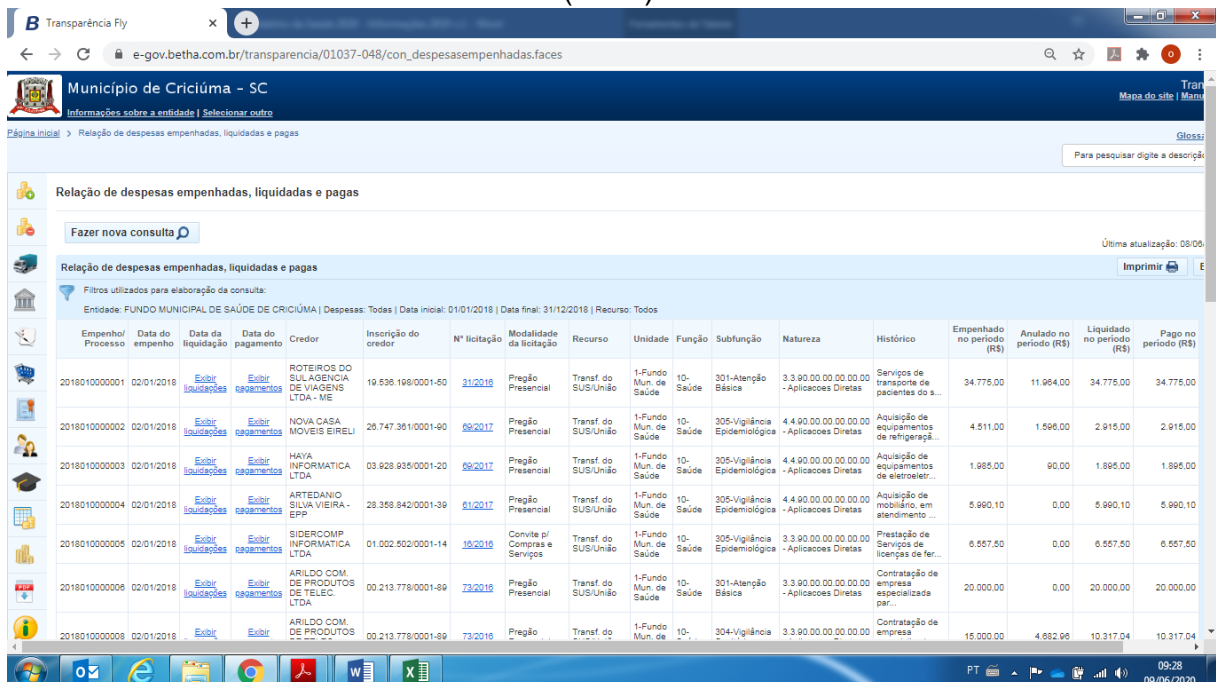 Transparência Fly
e-gov.betha.com.br/transparencia/01037-048/con_despesasempenhadas.faces
Município de Criciúma - SC
Tran
Mapa do site | Manu
Informações sobre a entidade | Selecionar outro
Página inicial > Relação de despesas empenhadas, liquidadas e pagas
Gloss
Para pesquisar digite a descriçã
Relação de despesas empenhadas, liquidadas e pagas
Fazer nova consulta
Última atualização: 08/06
Relação de despesas empenhadas, liquidadas e pagas
Imprimir
E
Filtros utilizados para elaboração da consulta:
Entidade: FUNDO MUNICIPAL DE SAÚDE DE CRICIÚMA | Despesas: Todas | Data inicial: 01/01/2018 | Data final: 31/12/2018 | Recurso: Todos
Empenho/ Processo Data do empenho Data da liquidação Data do pagamento Credor Inscrição do credor Nº licitação Modalidade da licitação Recurso Unidade Função Subfunção Natureza Histórico Empenhado no periodo (R$) Anulado no periodo (R$) Liquidado no periodo (R$) Pago no periodo (R$)
2018010000001 02/01/2018 Exibir liquidações Exibir pagamentos ROTEIROS DO SUL AGENCIA DE VIAGENS LTDA - ME 19.536.198/0001-50 31/2016 Pregão Presencial Transf. do SUS/União 1-Fundo Mun. de Saúde 10- Saúde 301-Atenção Básica 3.3.90.00.00.00.00.00 - Aplicacoes Diretas Serviços de transporte de pacientes do s... 34.775,00 11.964,00 34.775,00 34.775,00
2018010000002 02/01/2018 Exibir liquidações Exibir pagamentos NOVA CASA MOVEIS EIRELI 26.747.361/0001-90 69/2017 Pregão Presencial Transf. do SUS/União 1-Fundo Mun. de Saúde 10- Saúde 305-Vigilância Epidemiológica 4.4.90.00.00.00.00.00 - Aplicacoes Diretas Aquisição de equipamentos de refrigeraçã... 4.511,00 1.596,00 2.915,00 2.915,00
2018010000003 02/01/2018 Exibir liquidações Exibir pagamentos HAYA INFORMATICA LTDA 03.928.935/0001-20 69/2017 Pregão Presencial Transf. do SUS/União 1-Fundo Mun. de Saúde 10- Saúde 305-Vigilância Epidemiológica 4.4.90.00.00.00.00.00 - Aplicacoes Diretas Aquisição de equipamentos de eletroeletr... 1.985,00 90,00 1.895,00 1.895,00
2018010000004 02/01/2018 Exibir liquidações Exibir pagamentos ARTEDANIO SILVA VIEIRA - EPP 28.358.842/0001-39 61/2017 Pregão Presencial Transf. do SUS/União 1-Fundo Mun. de Saúde 10- Saúde 305-Vigilância Epidemiológica 4.4.90.00.00.00.00.00 - Aplicacoes Diretas Aquisição de mobiliário, em atendimento ... 5.990,10 0,00 5.990,10 5.990,10
2018010000005 02/01/2018 Exibir liquidações Exibir pagamentos SIDERCOMP INFORMATICA LTDA 01.002.502/0001-14 16/2016 Convite p/ Compras e Serviços Transf. do SUS/União 1-Fundo Mun. de Saúde 10- Saúde 305-Vigilância Epidemiológica 3.3.90.00.00.00.00.00 - Aplicacoes Diretas Prestação de Serviços de licenças de fer... 6.557,50 0,00 6.557,50 6.557,50
2018010000006 02/01/2018 Exibir liquidações Exibir pagamentos ARILDO COM. DE PRODUTOS DE TELEC. LTDA 00.213.778/0001-89 73/2016 Pregão Presencial Transf. do SUS/União 1-Fundo Mun. de Saúde 10- Saúde 301-Atenção Básica 3.3.90.00.00.00.00.00 - Aplicacoes Diretas Contratação de empresa especializada par... 20.000,00 0,00 20.000,00 20.000,00
2018010000008 02/01/2018 Exibir Exibir ARILDO COM. DE PRODUTOS 00.213.778/0001-89 73/2016 Pregão Transf. do 1-Fundo Mun. de 10- 304-Vigilância 3.3.90.00.00.00.00.00 Contratação de empresa 15.000,00 4.682,96 10.317,04 10.317,04
PT
09:28
09/06/2020